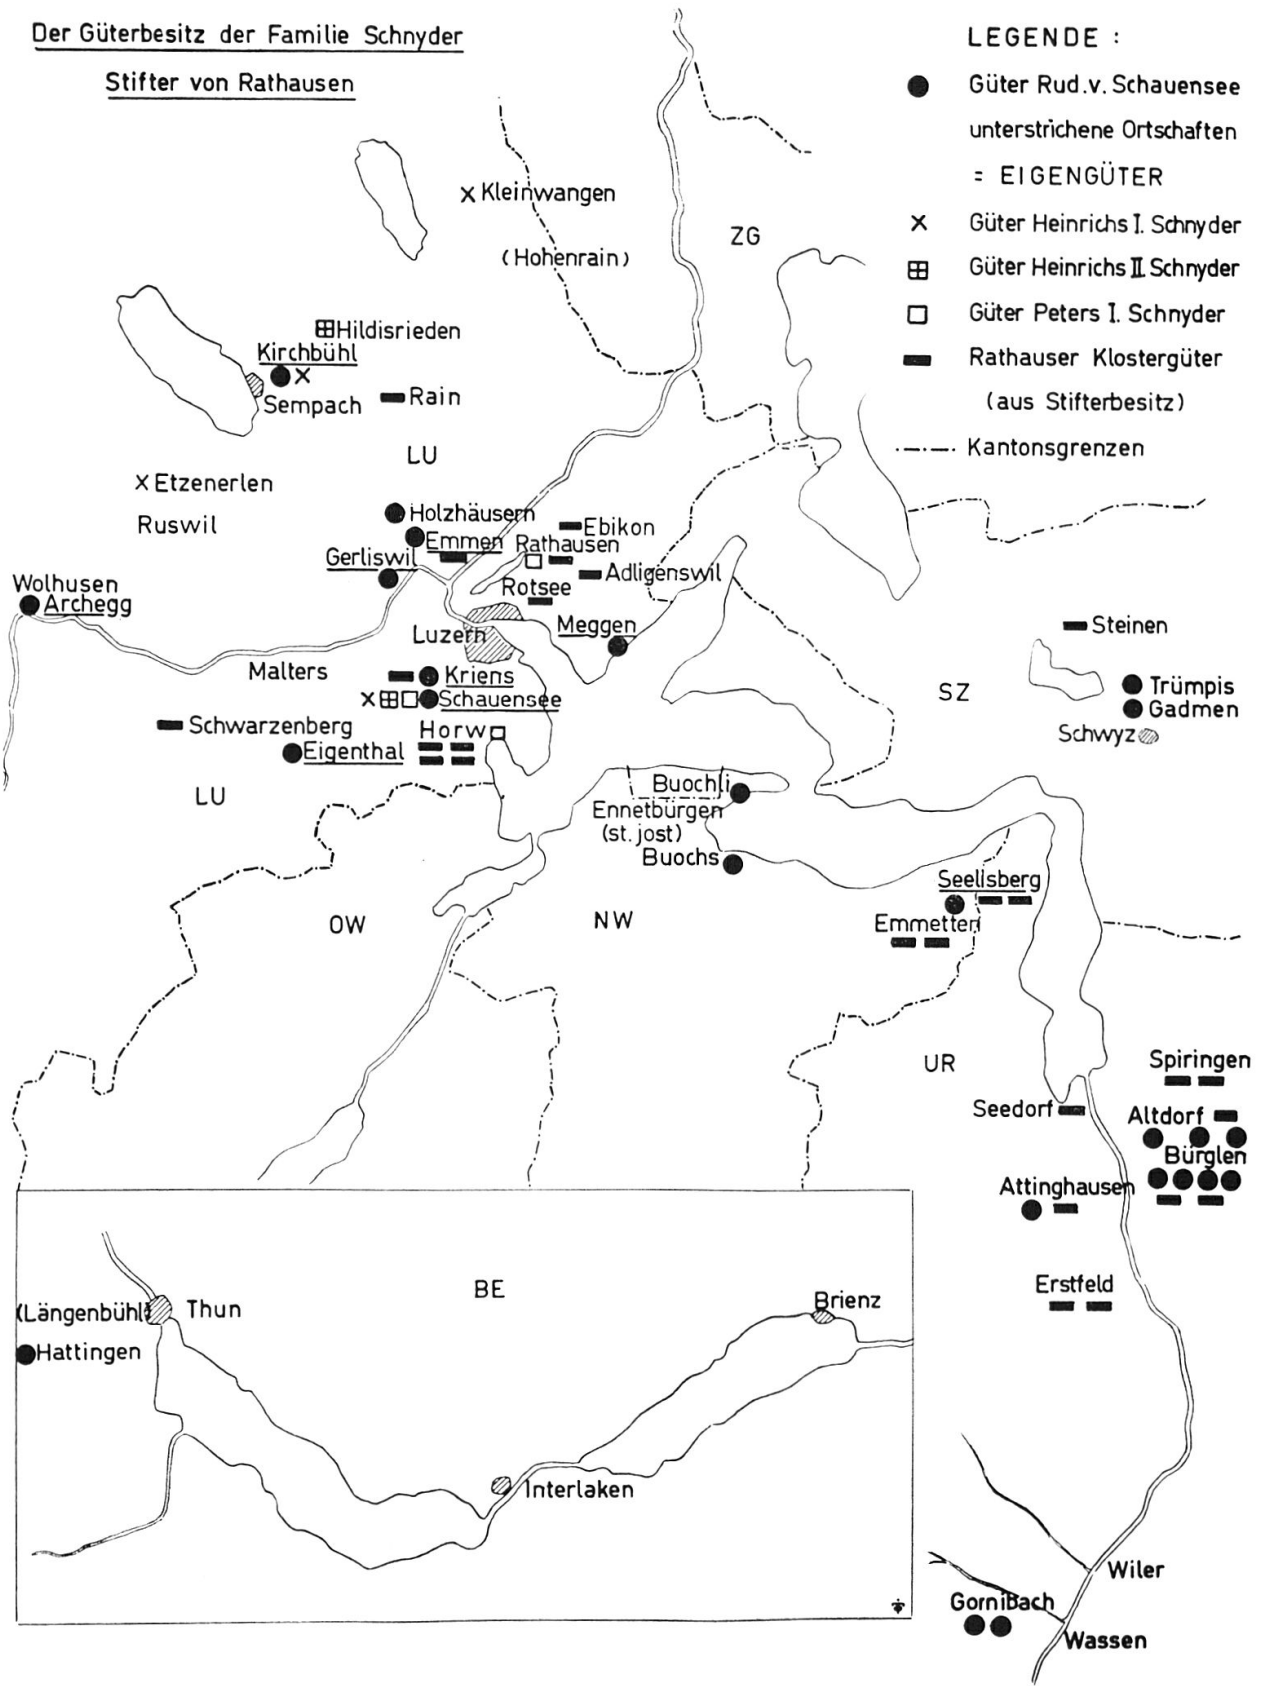 Der Güterbesitz der Familie Schnyder
Stifter von Rathausen
LEGENDE :
Güter Rud.v. Schauensee
unterstrichene Ortschaften
= EIGENGÜTER
Güter Heinrichs I. Schnyder
Güter Heinrichs II. Schnyder
Güter Peters I. Schnyder
Rathauser Klostergüter
(aus Stifterbesitz)
Kantonsgrenzen
Kleinwangen
(Hohenrain)
ZG
Hildisrieden
Kirchbühl
Sempach
Rain
LU
Etzenerlen
Ruswil
Holzhäusern
Emmen
Ebikon
Rathausen
Gerliswil
Adligenswil
Wolhusen
Archegg
Rotsee
Luzern
Meggen
Steinen
Malters
Kriens
Schauensee
SZ
Trümpis
Gadmen
Schwyz
Schwarzenberg
Horw
Eigenthal
LU
Buochli
Ennetbürgen
(st. jost)
Buochs
Seelisberg
OW
NW
Emmetten
UR
Spiringen
Seedorf
Altdorf
Bürglen
Attinghausen
Erstfeld
BE
(Längenbühl)
Thun
Brienz
Hattingen
Interlaken
Wiler
Gornibach
Wassen